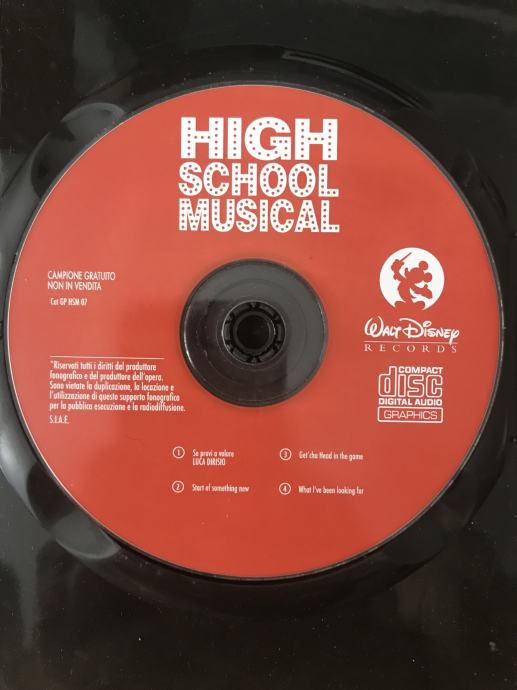 HIGH
SCHOOL
MUSICAL
CAMPIONE GRATUITO
NON IN VENDITA
Cat GP HSM 07
WALT DISNEY
RECORDS
"Riservati tutti i diritti del produttore
fonografico e del produttore dell'opera.
Sono vietate la duplicazione, la locazione e
l'utilizzazione di questo supporto fonografico
per la pubblica esecuzione e la radiodiffusione.
S.I.A.E.
COMPACT
disc
DIGITAL AUDIO
GRAPHICS
1 Se provi a volare
LUCA DIRISIO
2 Start of something new
3 Get'cha Head in the game
4 What I've been looking for